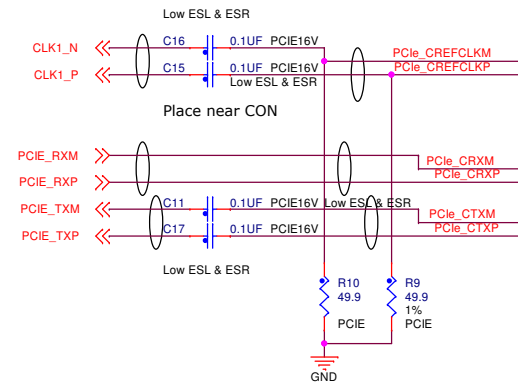 Low ESL & ESR
CLK1_N C16 0.1UF PCIE16V PCIe_CREFCLKM
CLK1_P C15 0.1UF PCIE16V PCIe_CREFCLKP
Low ESL & ESR
Place near CON
PCIE_RXM PCIe_CRXM
PCIE_RXP PCIe_CRXP
PCIE_TXM C11 0.1UF PCIE16V Low ESL & ESR PCIe_CTXM
PCIE_TXP C17 0.1UF PCIE16V PCIe_CTXP
Low ESL & ESR
R10 R9
49.9 49.9
1%
PCIE PCIE
GND